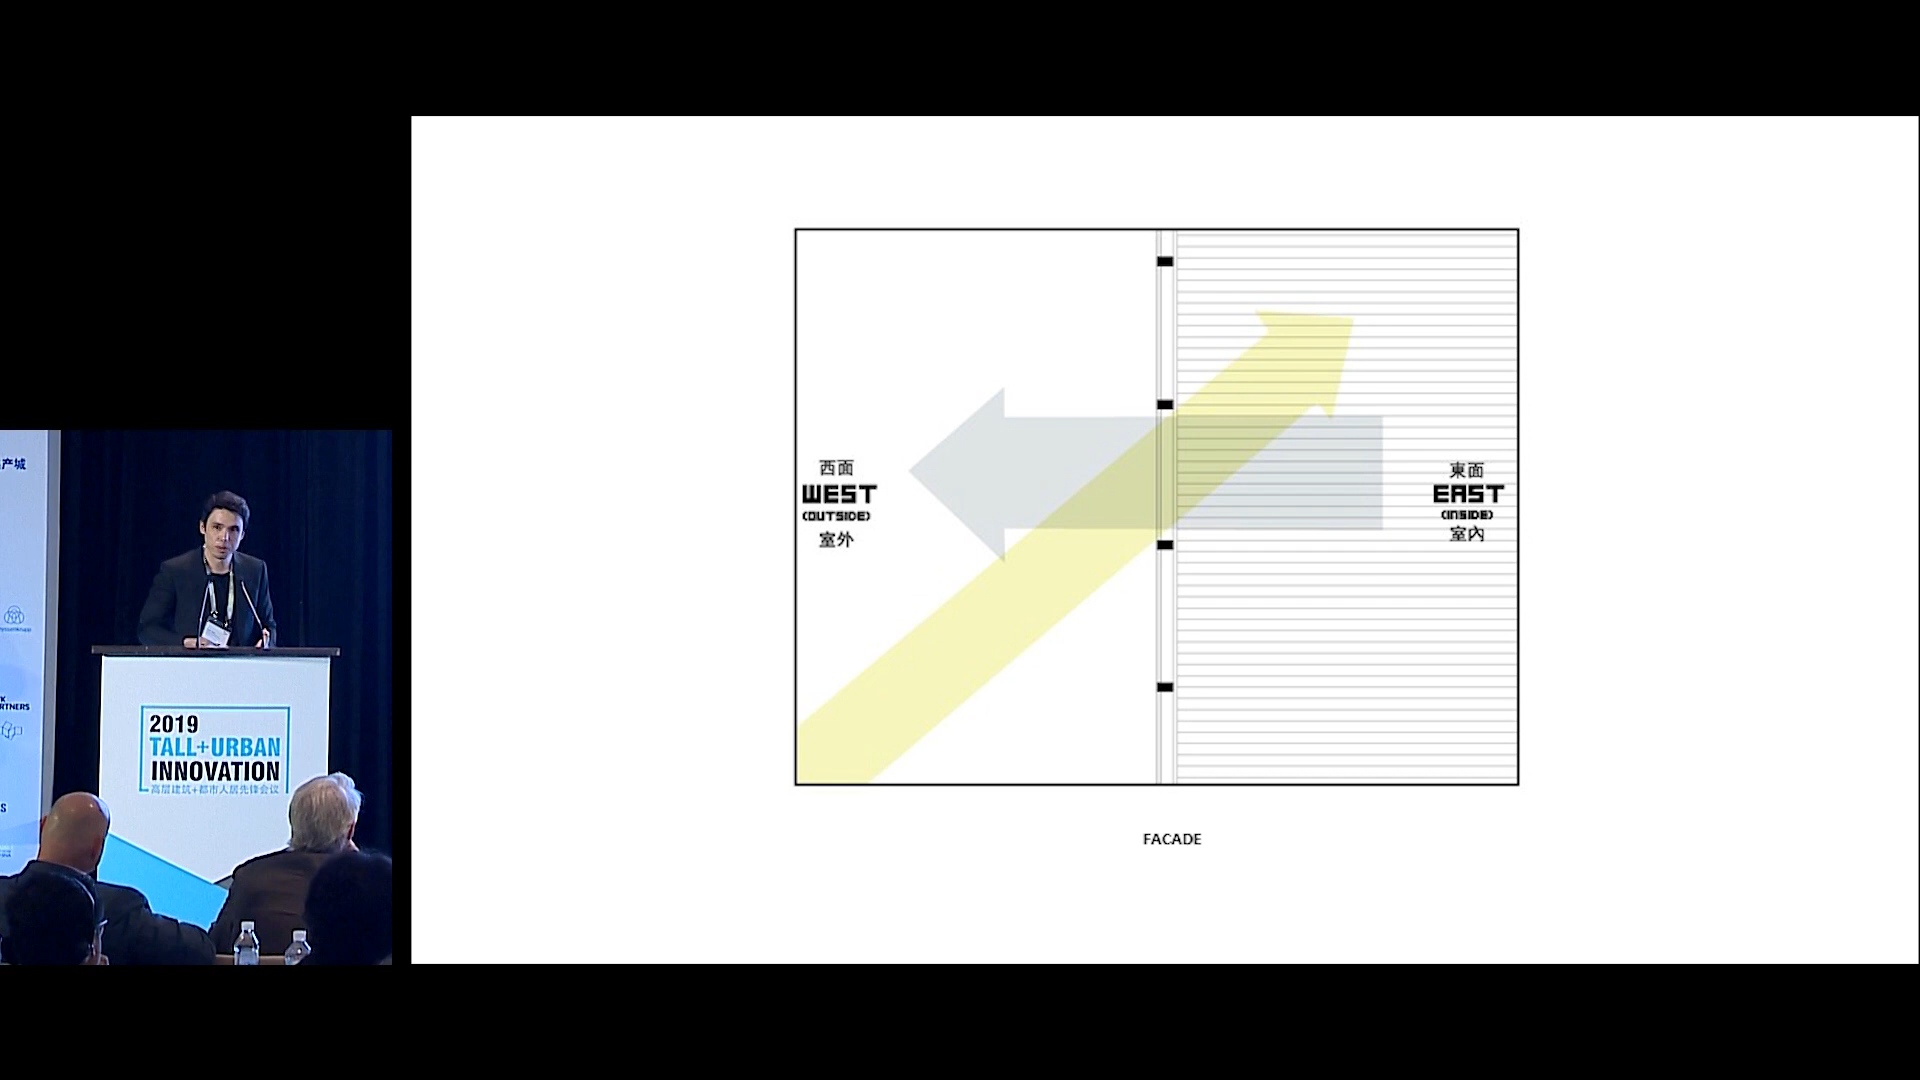 产城
RTNERS
2019
TALL+URBAN
INNOVATION
高层建筑+都市人居先锋会议
西面
WEST
(OUTSIDE)
室外
東面
EAST
(INSIDE)
室內
FACADE